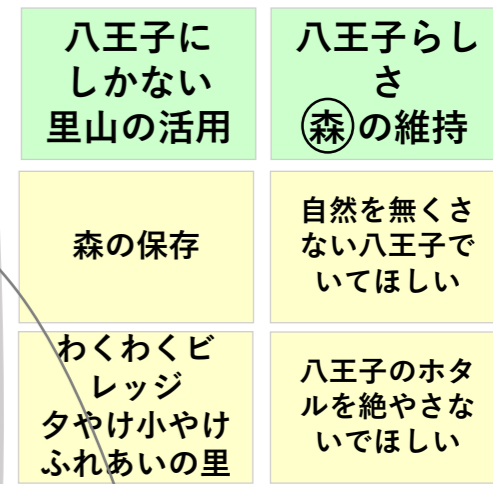 八王子に
しかない
里山の活用
八王子らし
さ
森の維持
森の保存
自然を無くさ
ない八王子で
いてほしい
わくわくビ
レッジ
夕やけ小やけ
ふれあいの里
八王子のホタ
ルを絶やさな
いでほしい